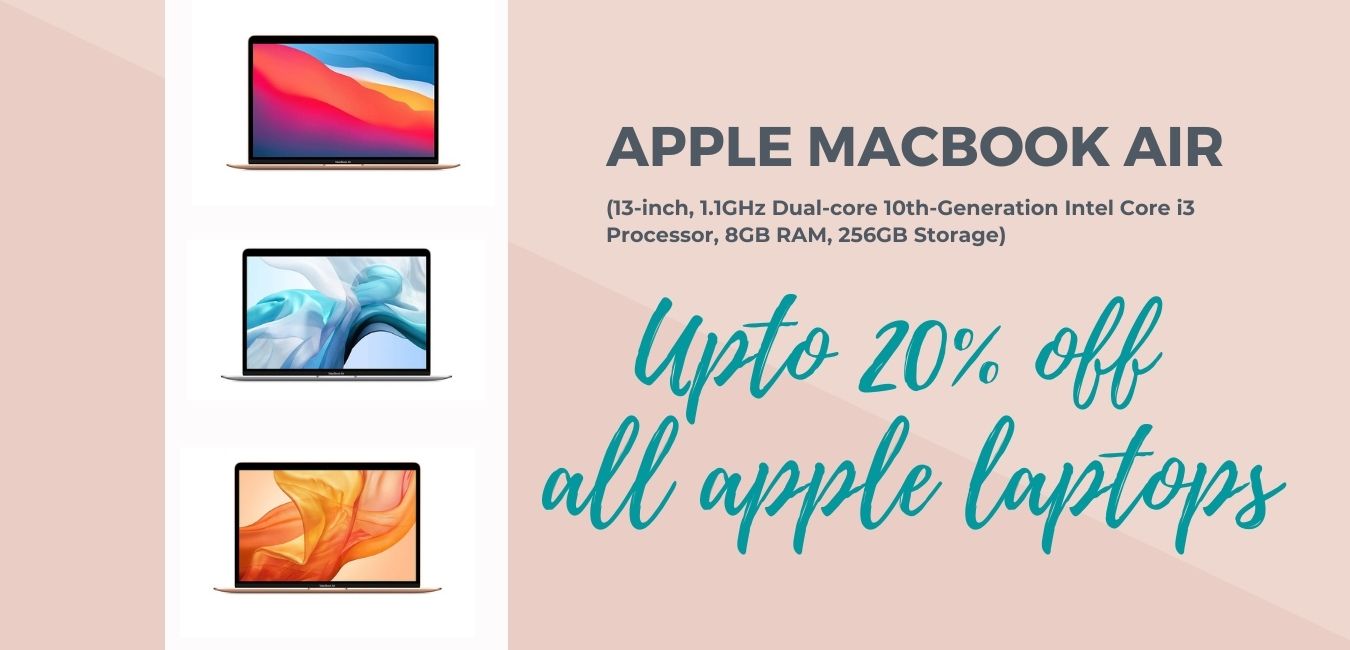 APPLE MACBOOK AIR
(13-inch, 1.1GHz Dual-core 10th-Generation Intel Core i3
Processor, 8GB RAM, 256GB Storage)
Upto 20% off
all apple laptops